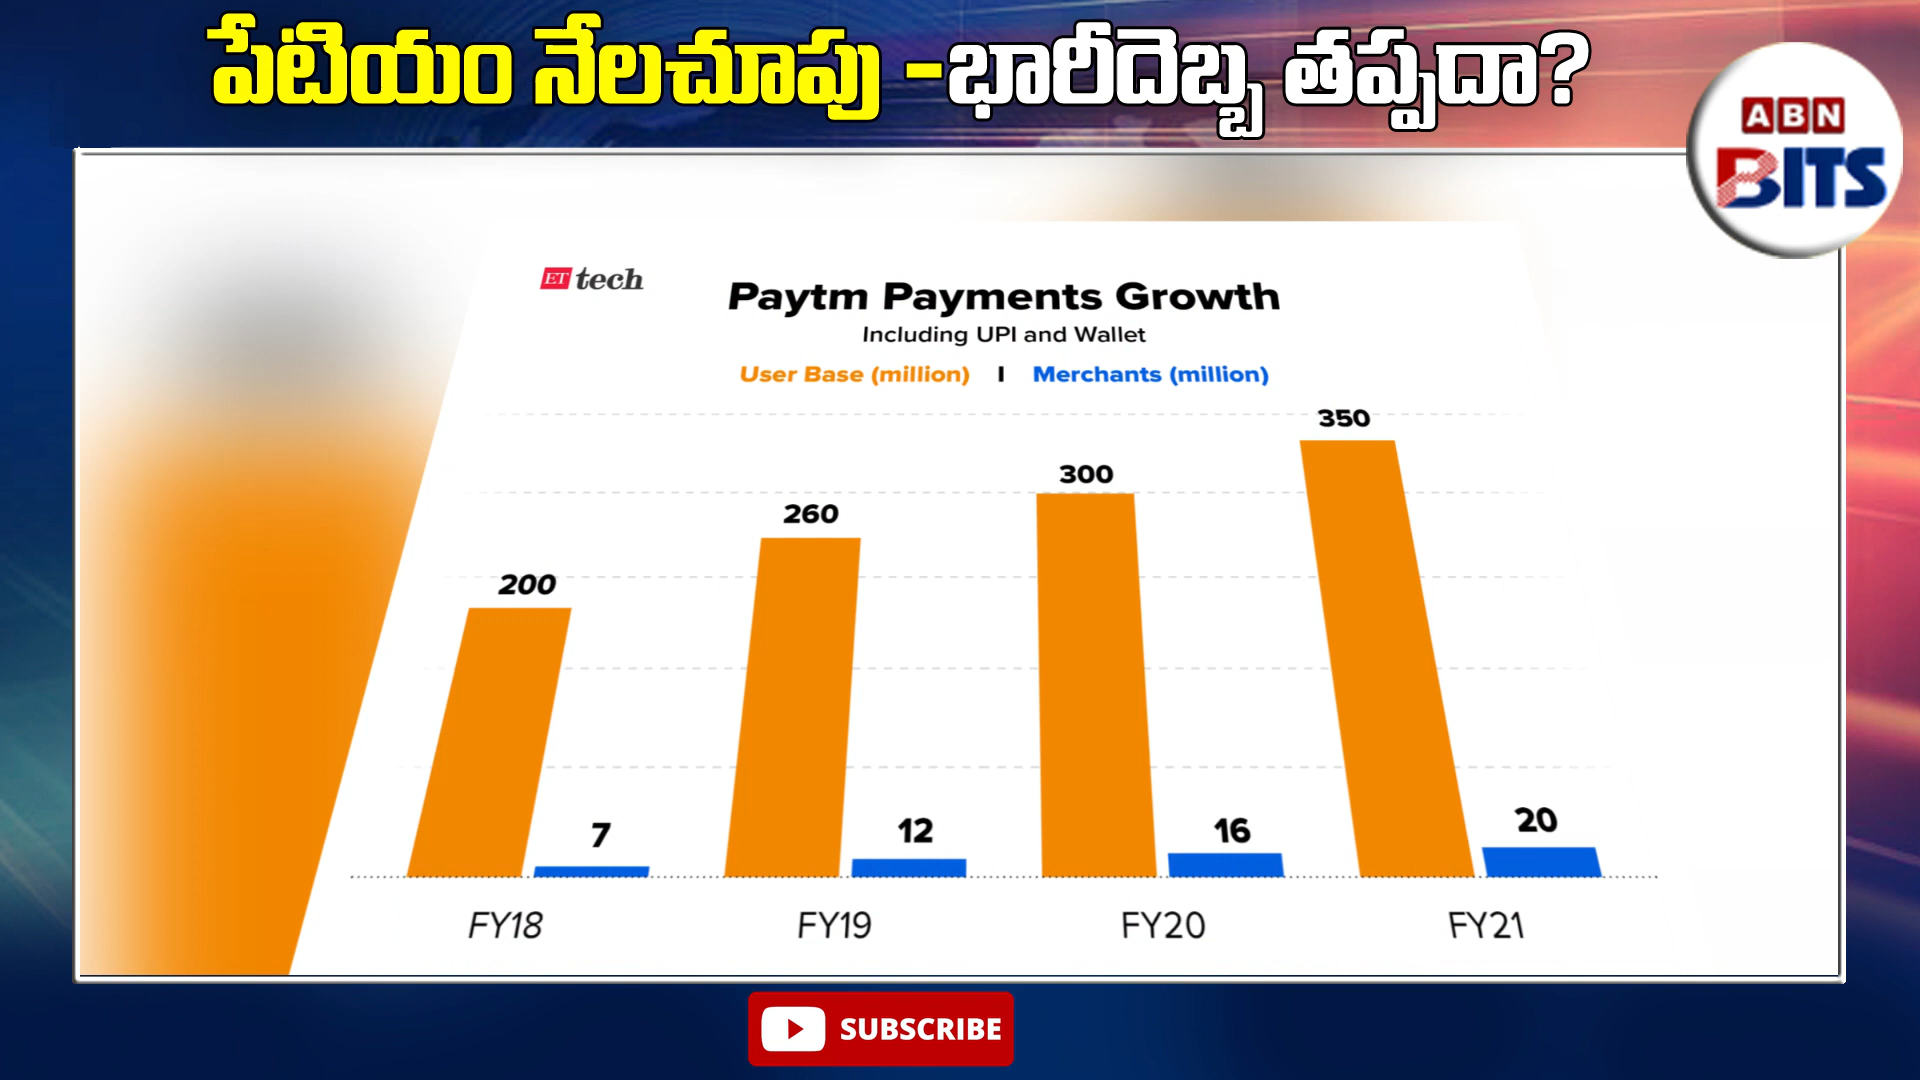 పేటియం నేలచూపు -భారీదెబ్బ తప్పదా?
ABN
BITS
ET tech
Paytm Payments Growth
Including UPI and Wallet
User Base (million) | Merchants (million)
350
300
260
200
7
12
16
20
FY18
FY19
FY20
FY21
SUBSCRIBE